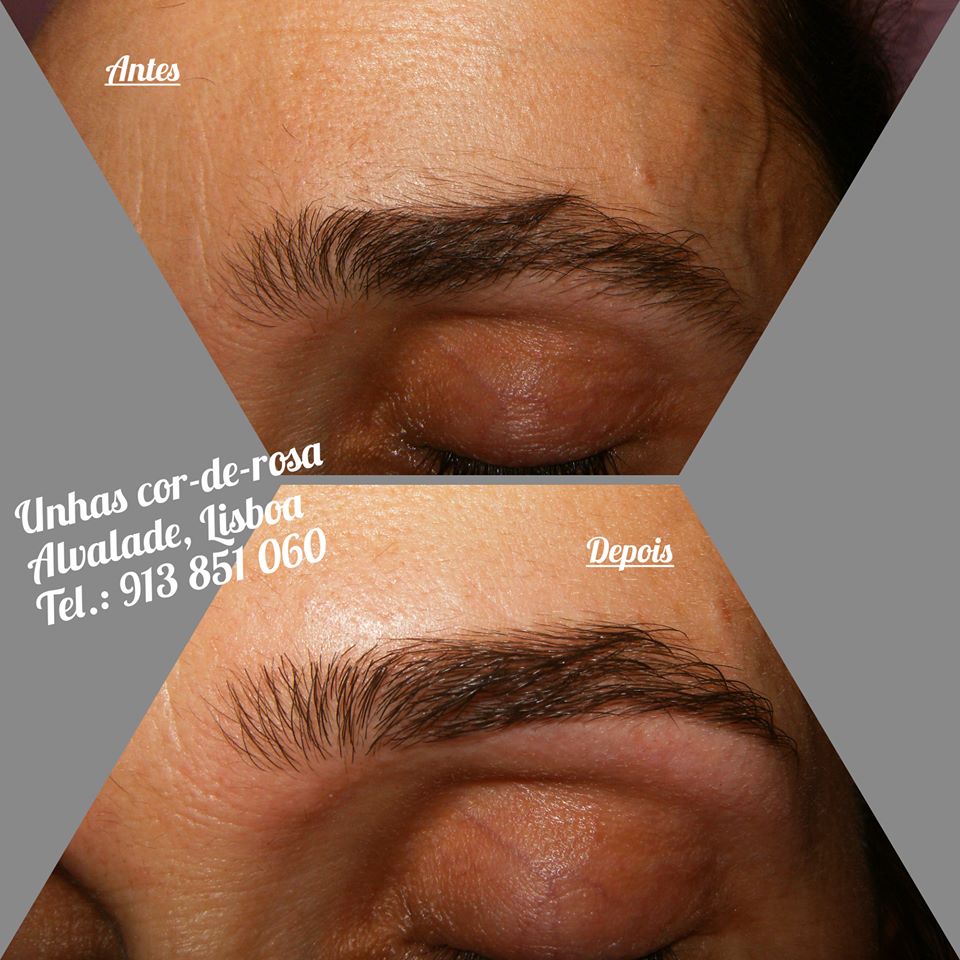 Antes
Unhas cor-de-rosa
Alvalade, Lisboa
Tel.: 913 851 060
Depois